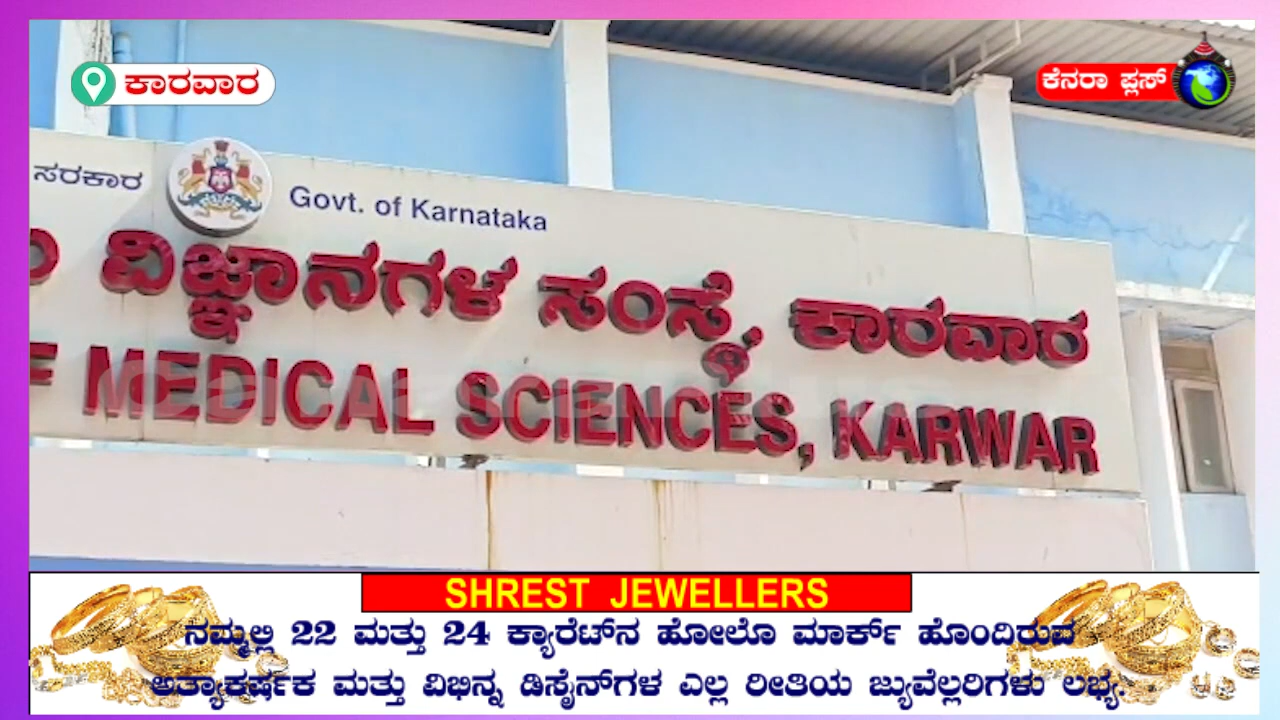 ಕಾರವಾರ
ಕೆನರಾ ಪ್ಲಸ್
ಸರಕಾರ
Govt. of Karnataka
ವಿಜ್ಞಾನಗಳ ಸಂಸ್ಥೆ, ಕಾರವಾರ
MEDICAL SCIENCES, KARWAR
SHREST JEWELLERS
ನಮ್ಮಲ್ಲಿ 22 ಮತ್ತು 24 ಕ್ಯಾರೆಟ್‌ನ ಹೋಲೊ ಮಾರ್ಕ್ ಹೊಂದಿರುವ
ಅತ್ಯಾಕರ್ಷಕ ಮತ್ತು ವಿಭಿನ್ನ ಡಿಸೈನ್‌ಗಳ ಎಲ್ಲ ರೀತಿಯ ಜ್ಯುವೆಲ್ಲರಿಗಳು ಲಭ್ಯ.